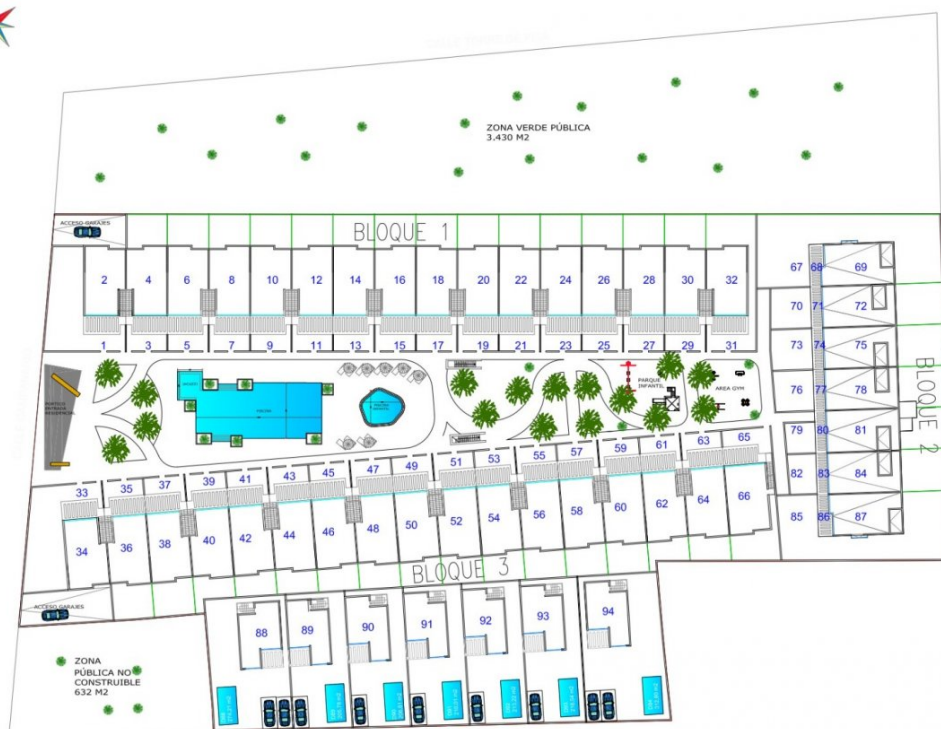 ZONA VERDE PÚBLICA
3.430 M2
ACCESO GARAJES
BLOQUE 1
2 4 6 8 10 12 14 16 18 20 22 24 26 28 30 32
1 3 5 7 9 11 13 15 17 19 21 23 25 27 29 31
67 68 69
70 71 72
73 74 75
76 77 78
79 80 81
82 83 84
85 86 87
BLOQUE 2
PARQUE
INFANTIL
AREA GYM
33 35 37 39 41 43 45 47 49 51 53 55 57 59 61 63 65
34 36 38 40 42 44 46 48 50 52 54 56 58 60 62 64 66
BLOQUE 3
ACCESO GARAJES
88 89 90 91 92 93 94
ZONA
PÚBLICA NO
CONSTRUIBLE
632 M2